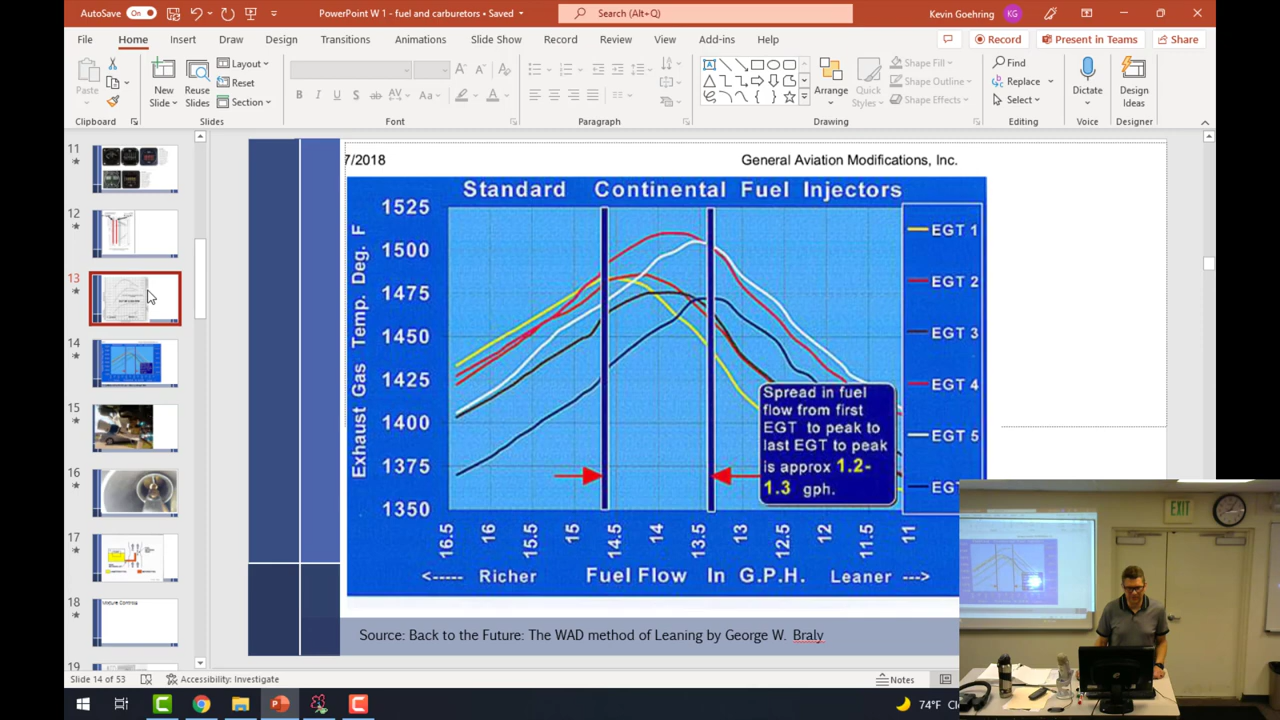 AutoSave On PowerPoint W 1 - fuel and carburetors • Saved Search (Alt+Q) Kevin Goehring KG
File Home Insert Draw Design Transitions Animations Slide Show Record Review View Add-ins Help Record Present in Teams Share
Paste New Slide Reuse Slides Layout Reset Section Arrange Quick Styles Shape Fill Shape Outline Shape Effects Find Replace Select Dictate Design Ideas
Clipboard Slides Font Paragraph Drawing Editing Voice Designer
11
12
13
14
15
16
17
18
Mixture Controls
19
7/2018 General Aviation Modifications, Inc.
Standard Continental Fuel Injectors
Exhaust Gas Temp. Deg. F
1525
1500
1475
1450
1425
1400
1375
1350
EGT 1
EGT 2
EGT 3
EGT 4
EGT 5
EGT
Spread in fuel
flow from first
EGT to peak to
last EGT to peak
is approx 1.2-
1.3 gph.
16.5 16 15.5 15 14.5 14 13.5 13 12.5 12 11.5 11
<----- Richer Fuel Flow In G.P.H. Leaner --->
Source: Back to the Future: The WAD method of Leaning by George W. Braly
EXIT
Slide 14 of 53 Accessibility: Investigate Notes
74°F